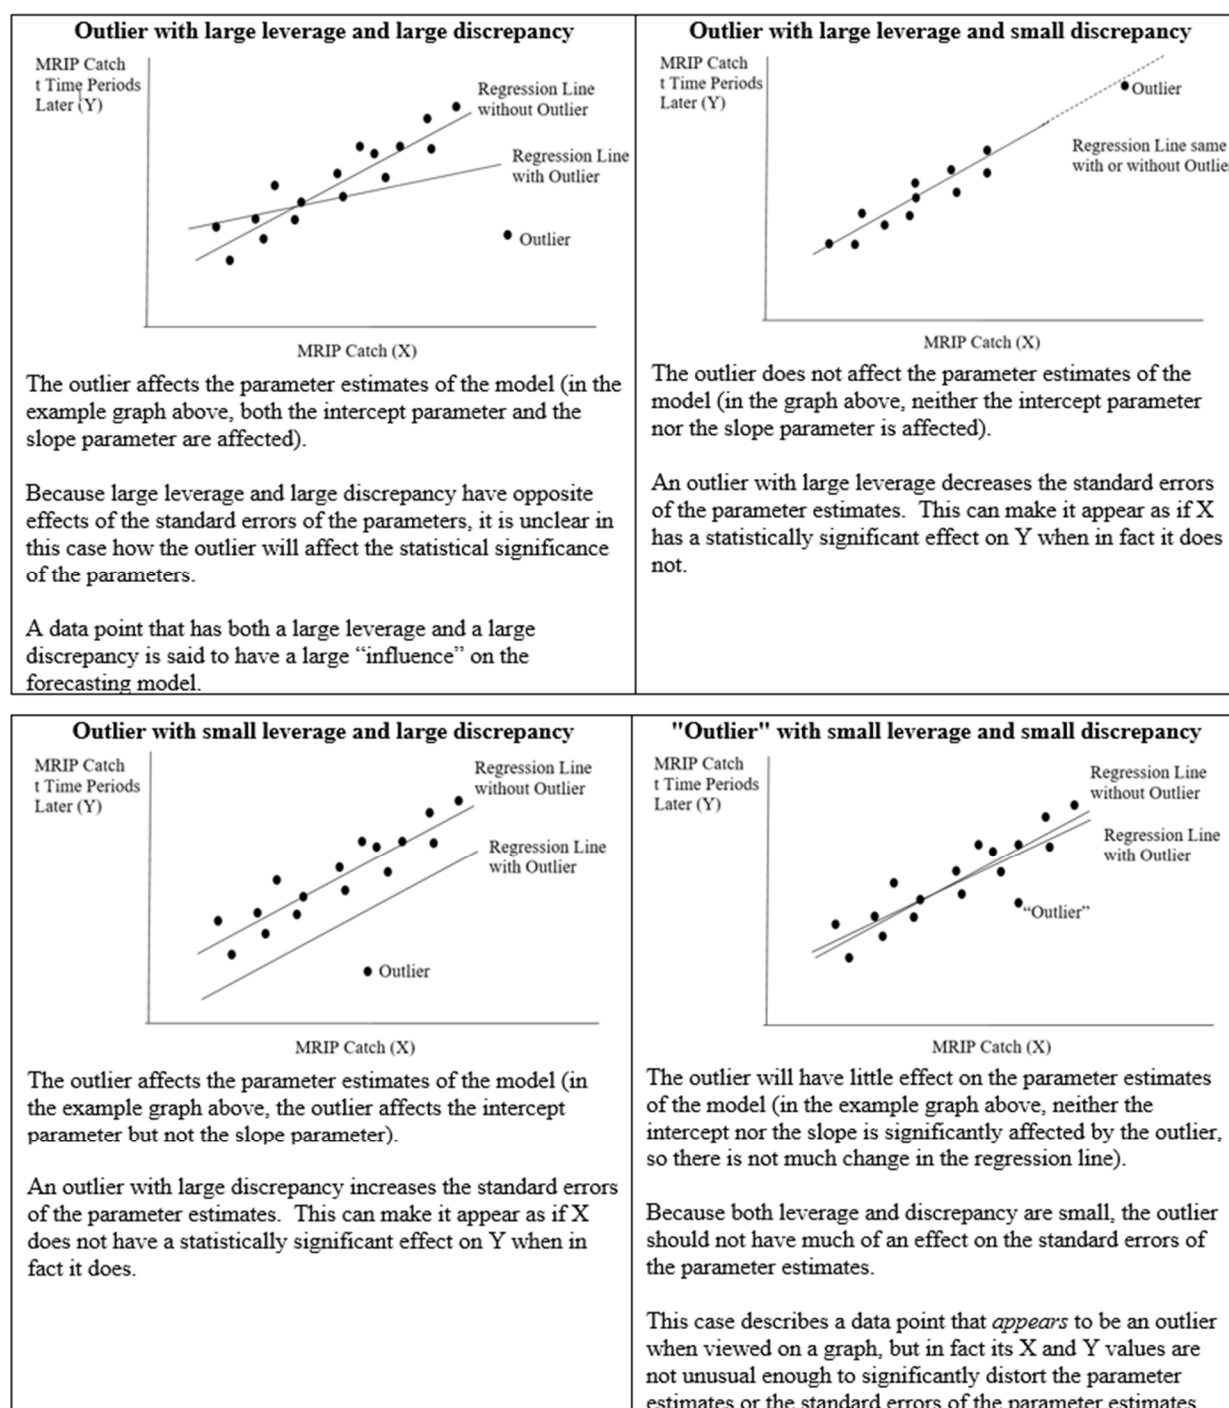 Outlier with large leverage and large discrepancy
MRIP Catch
t Time Periods
Later (Y)
Regression Line
without Outlier
Regression Line
with Outlier
Outlier
MRIP Catch (X)
The outlier affects the parameter estimates of the model (in the
example graph above, both the intercept parameter and the
slope parameter are affected).
Because large leverage and large discrepancy have opposite
effects of the standard errors of the parameters, it is unclear in
this case how the outlier will affect the statistical significance
of the parameters.
A data point that has both a large leverage and a large
discrepancy is said to have a large “influence” on the
forecasting model.
Outlier with large leverage and small discrepancy
MRIP Catch
t Time Periods
Later (Y)
Outlier
Regression Line same
with or without Outlie
MRIP Catch (X)
The outlier does not affect the parameter estimates of the
model (in the graph above, neither the intercept parameter
nor the slope parameter is affected).
An outlier with large leverage decreases the standard errors
of the parameter estimates.  This can make it appear as if X
has a statistically significant effect on Y when in fact it does
not.
Outlier with small leverage and large discrepancy
MRIP Catch
t Time Periods
Later (Y)
Regression Line
without Outlier
Regression Line
with Outlier
Outlier
MRIP Catch (X)
The outlier affects the parameter estimates of the model (in
the example graph above, the outlier affects the intercept
parameter but not the slope parameter).
An outlier with large discrepancy increases the standard errors
of the parameter estimates.  This can make it appear as if X
does not have a statistically significant effect on Y when in
fact it does.
"Outlier" with small leverage and small discrepancy
MRIP Catch
t Time Periods
Later (Y)
Regression Line
without Outlier
Regression Line
with Outlier
“Outlier”
MRIP Catch (X)
The outlier will have little effect on the parameter estimates
of the model (in the example graph above, neither the
intercept nor the slope is significantly affected by the outlier,
so there is not much change in the regression line).
Because both leverage and discrepancy are small, the outlier
should not have much of an effect on the standard errors of
the parameter estimates.
This case describes a data point that appears to be an outlier
when viewed on a graph, but in fact its X and Y values are
not unusual enough to significantly distort the parameter
estimates or the standard errors of the parameter estimates